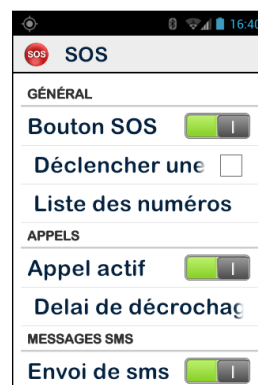 16:40
SOS SOS
GÉNÉRAL
Bouton SOS
Déclencher une
Liste des numéros
APPELS
Appel actif
Delai de décrochag
MESSAGES SMS
Envoi de sms